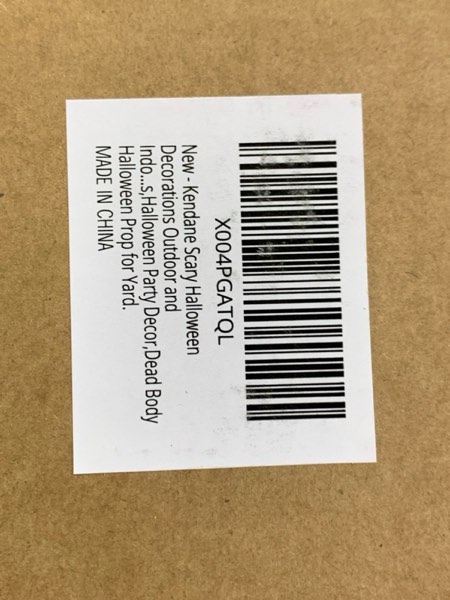 X004PGATQL
New - Kendane Scary Halloween
Decorations Outdoor and
Indo...s,Halloween Party Decor,Dead Body
Halloween Prop for Yard.
MADE IN CHINA